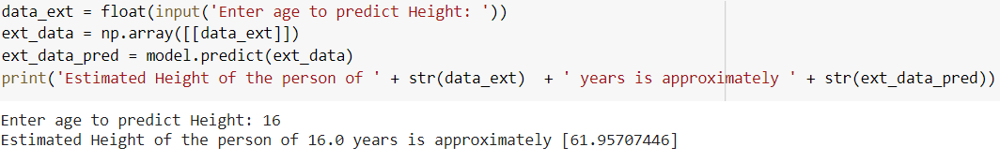 data_ext = float(input('Enter age to predict Height: '))
ext_data = np.array([[data_ext]])
ext_data_pred = model.predict(ext_data)
print('Estimated Height of the person of ' + str(data_ext)  + ' years is approximately ' + str(ext_data_pred))
Enter age to predict Height: 16
Estimated Height of the person of 16.0 years is approximately [61.95707446]